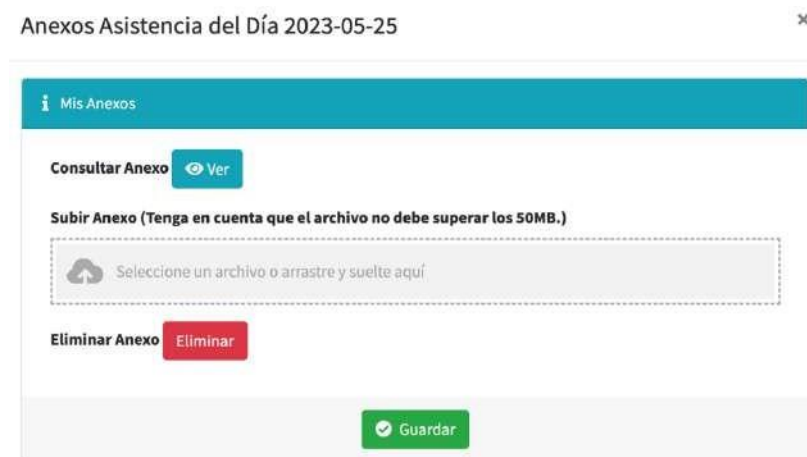 Anexos Asistencia del Día 2023-05-25
Mis Anexos
Consultar Anexo Ver
Subir Anexo (Tenga en cuenta que el archivo no debe superar los 50MB.)
Seleccione un archivo o arrastre y suelte aquí
Eliminar Anexo Eliminar
Guardar